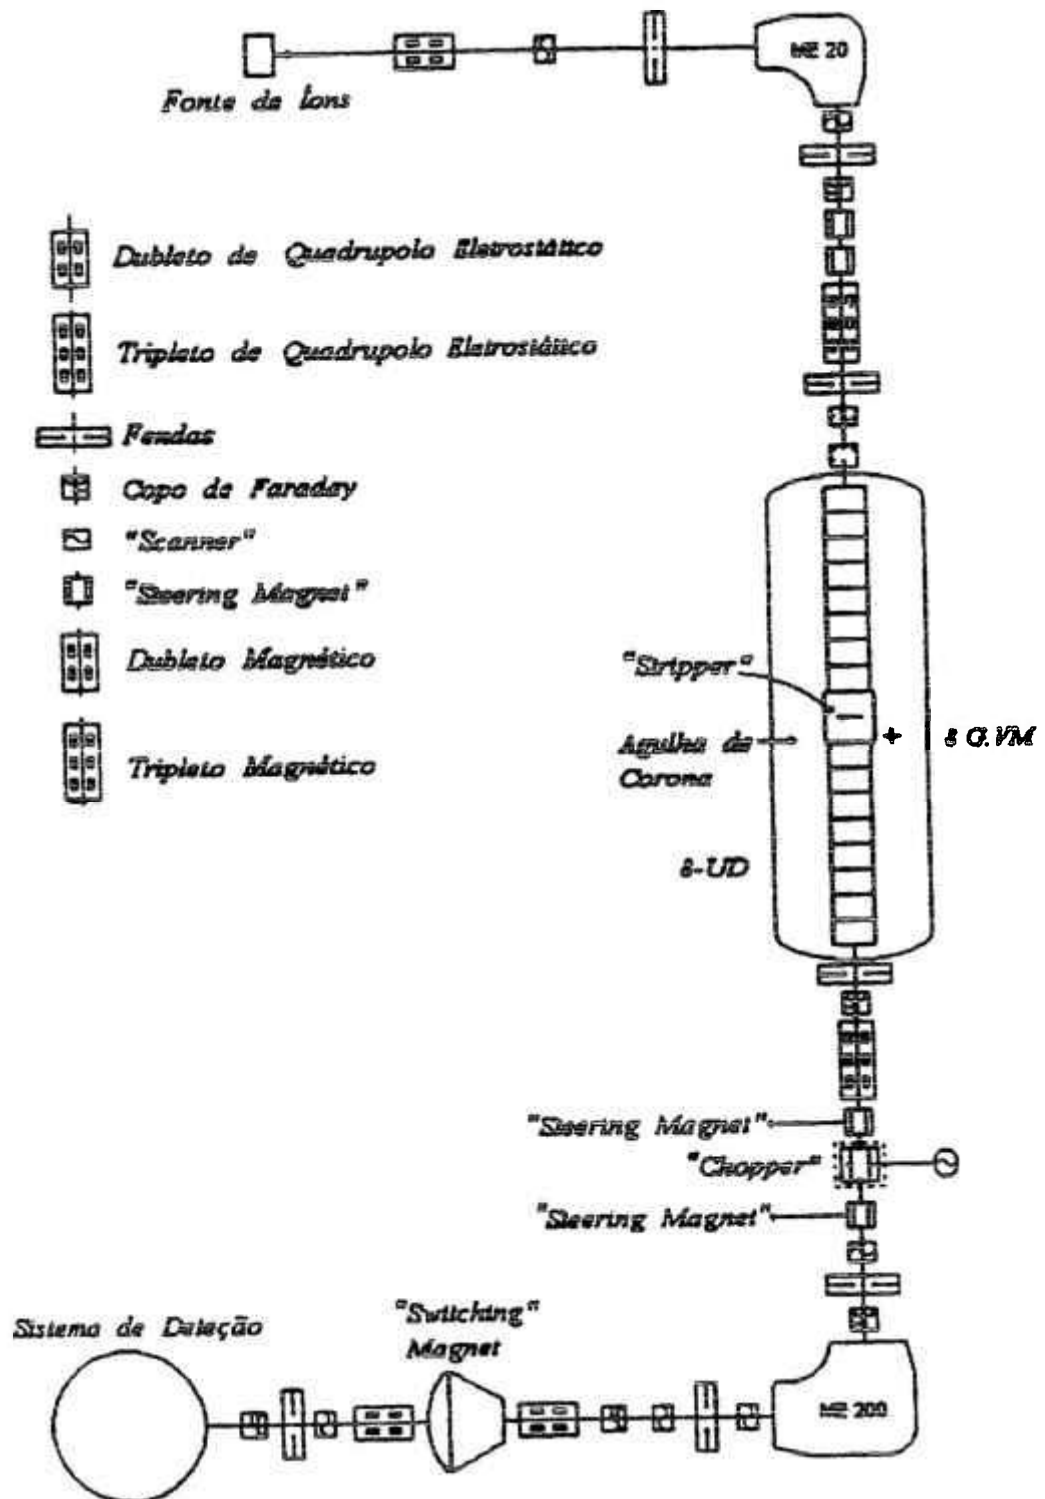 ME 20
Fonte de Íons
Dubleto de Quadrupolo Eletrostático
Tripleto de Quadrupolo Eletrostático
Fendas
Copo de Faraday
"Scanner"
"Steering Magnet"
Dubleto Magnético
Tripleto Magnético
"Stripper"
Agulha de
Corona
+
8
8-UD
"Steering Magnet"
"Chopper"
"Steering Magnet"
Sistema de
"Switching"
Magnet
ME 200